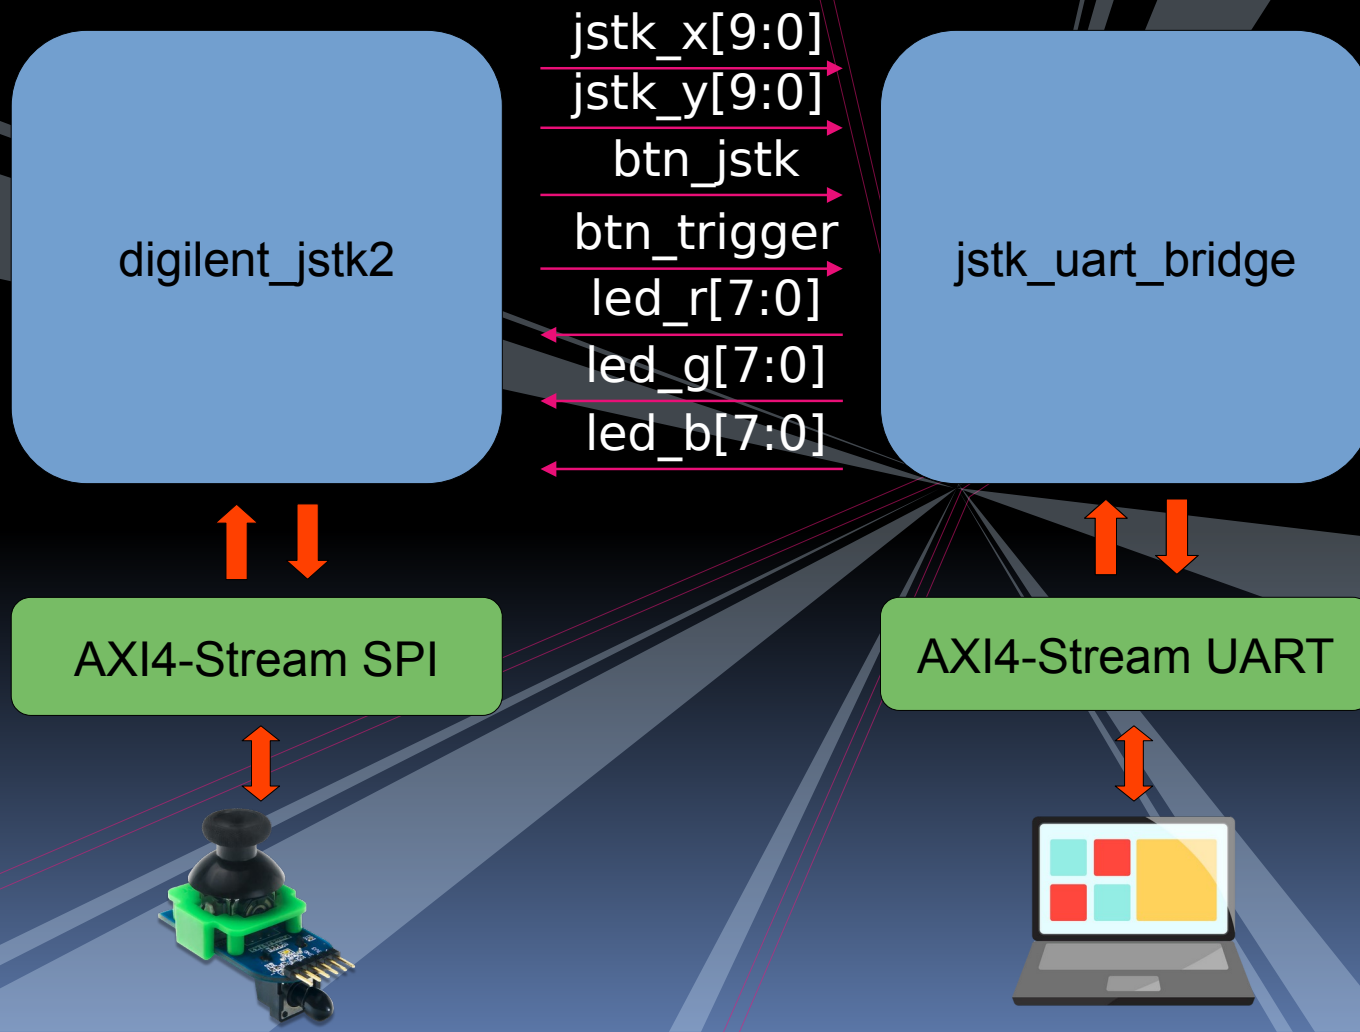 jstk_x[9:0]
jstk_y[9:0]
btn_jstk
btn_trigger
led_r[7:0]
led_g[7:0]
led_b[7:0]
digilent_jstk2
jstk_uart_bridge
AXI4-Stream SPI
AXI4-Stream UART